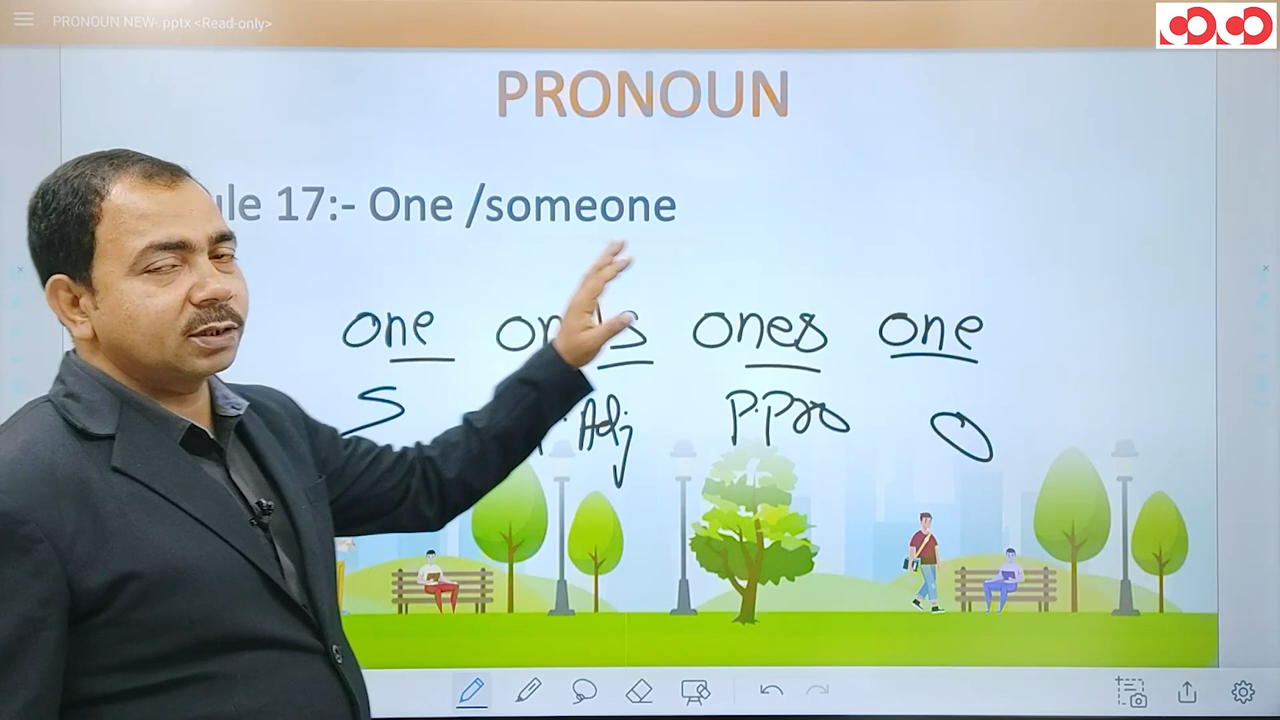 PRONOUN NEW-.pptx <Read-only>
PRONOUN
ule 17:- One /someone
one ones one
S Adj P.Pro O